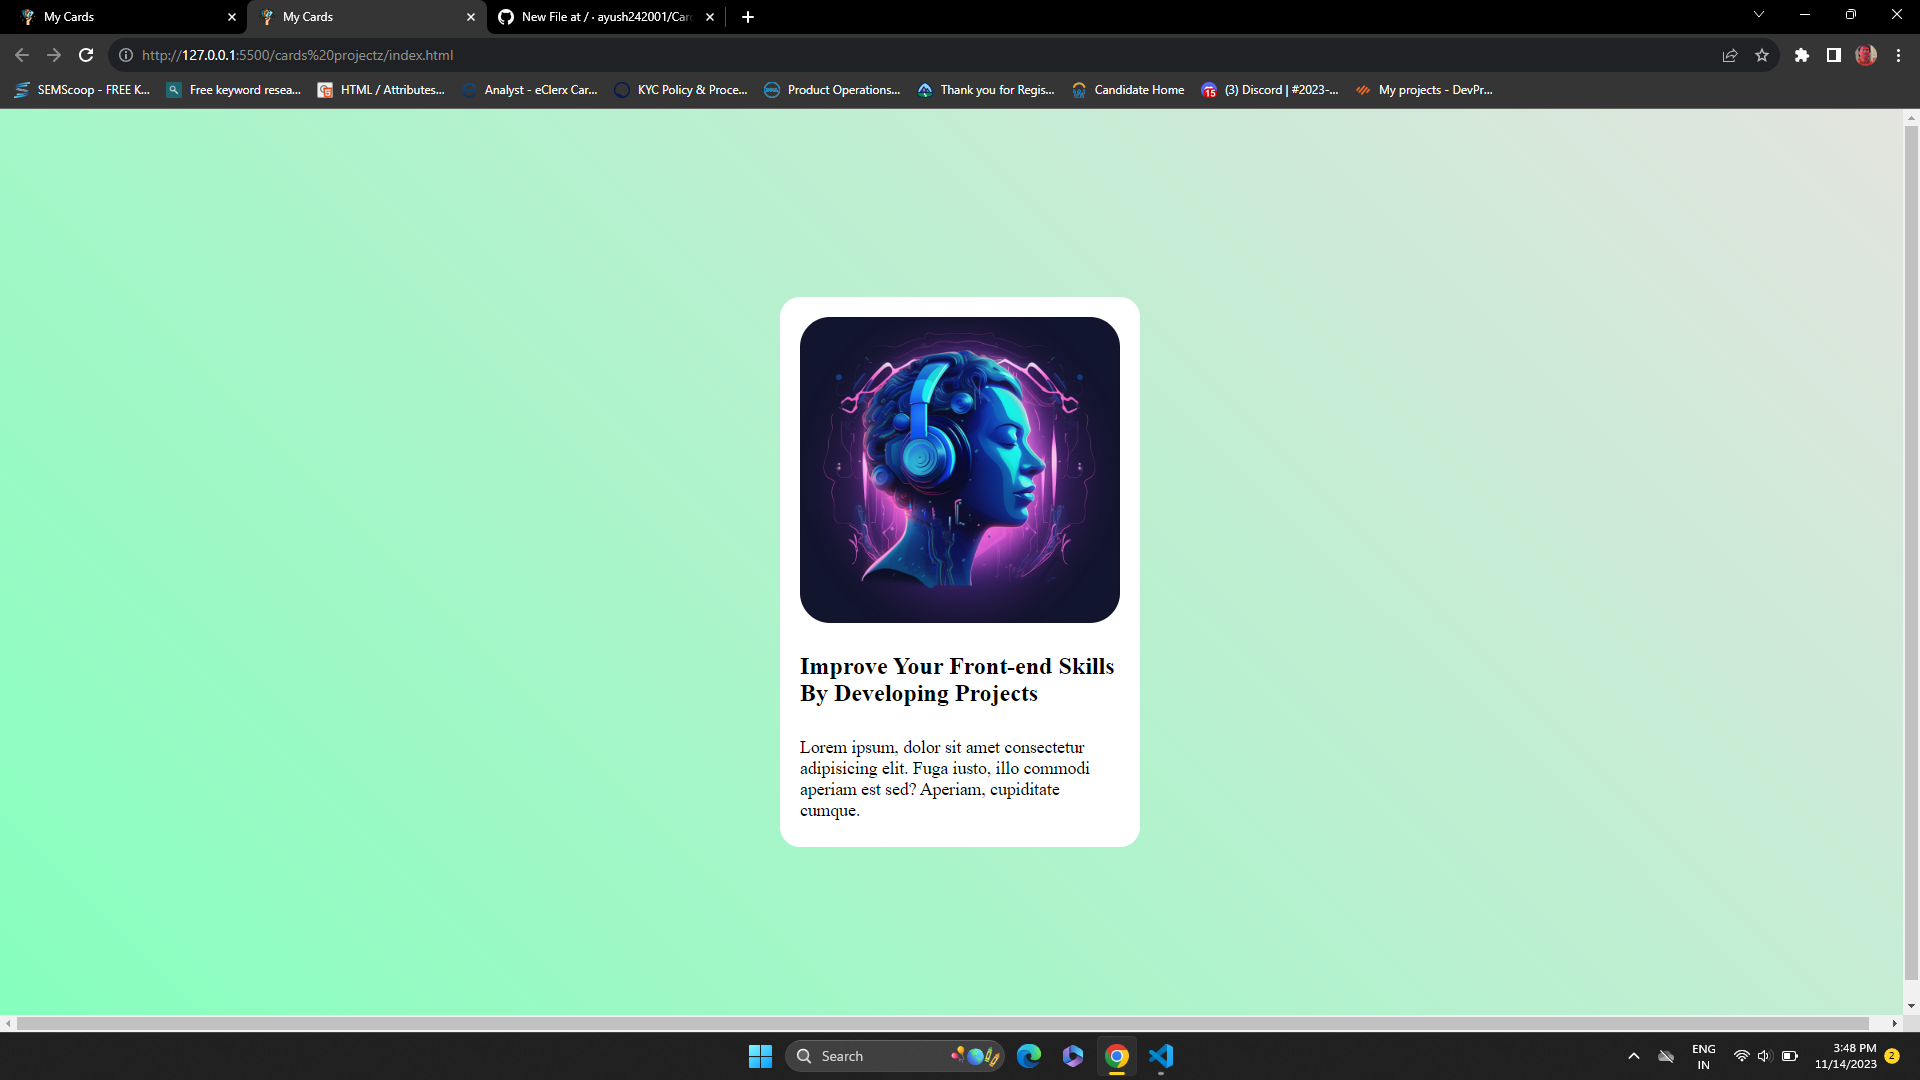 My Cards
My Cards
New File at / · ayush242001/Car
http://127.0.0.1:5500/cards%20projectz/index.html
SEMScoop - FREE K...
Free keyword resea...
HTML / Attributes...
Analyst - eClerx Car...
KYC Policy & Proce...
Product Operations...
Thank you for Regis...
Candidate Home
15
(3) Discord | #2023-...
My projects - DevPr...
Improve Your Front-end Skills
By Developing Projects
Lorem ipsum, dolor sit amet consectetur
adipisicing elit. Fuga iusto, illo commodi
aperiam est sed? Aperiam, cupiditate
cumque.
Search
ENG
IN
3:48 PM
11/14/2023
2